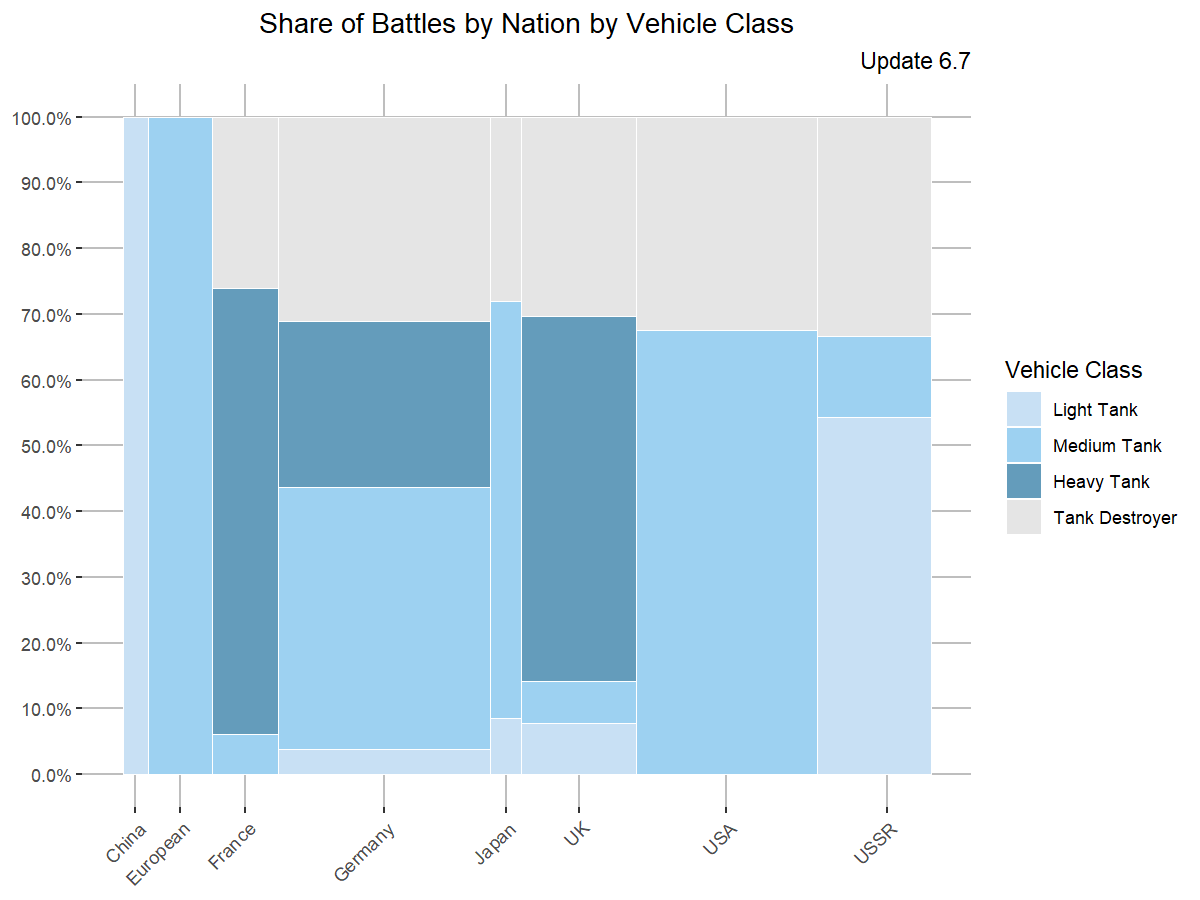 Share of Battles by Nation by Vehicle Class
Update 6.7
100.0%
90.0%
80.0%
70.0%
60.0%
50.0%
40.0%
30.0%
20.0%
10.0%
0.0%
China
European
France
Germany
Japan
UK
USA
USSR
Vehicle Class
Light Tank
Medium Tank
Heavy Tank
Tank Destroyer